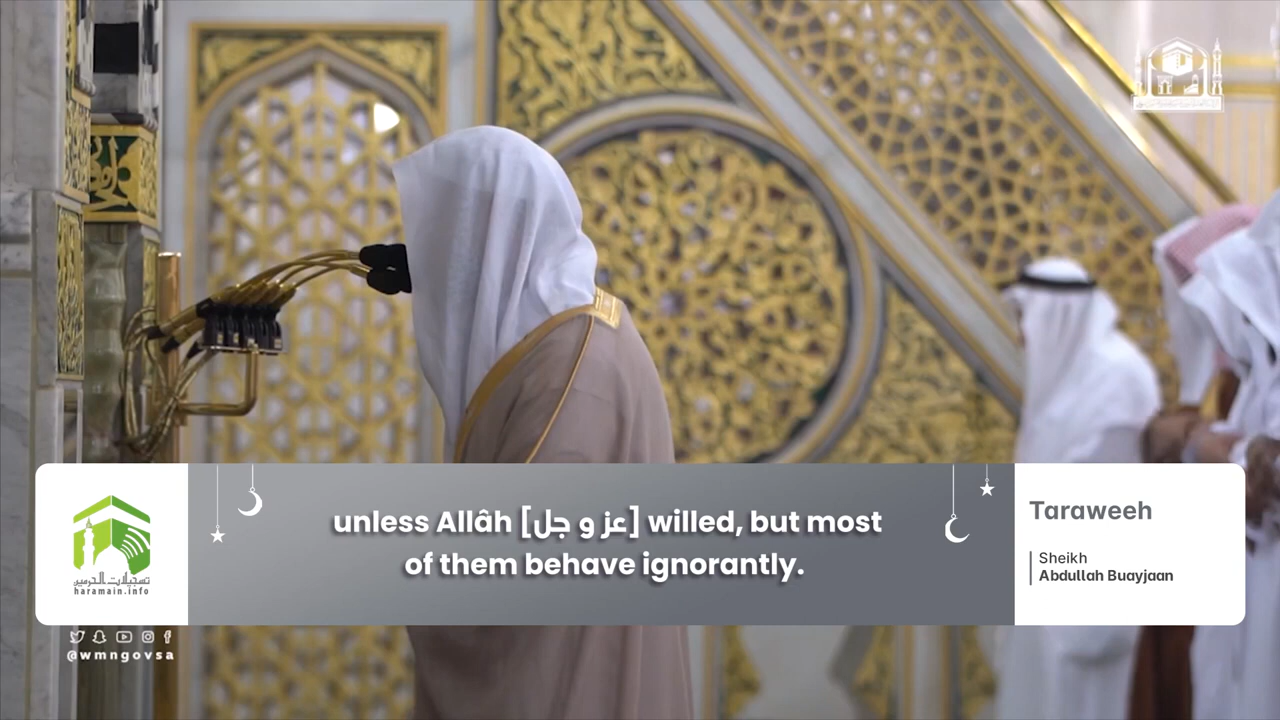 unless Allâh [عز و جل] willed, but most
of them behave ignorantly.
Taraweeh
Sheikh
Abdullah Buayjaan
تسجيلات الحرمين
haramain.info
@wmngovsa